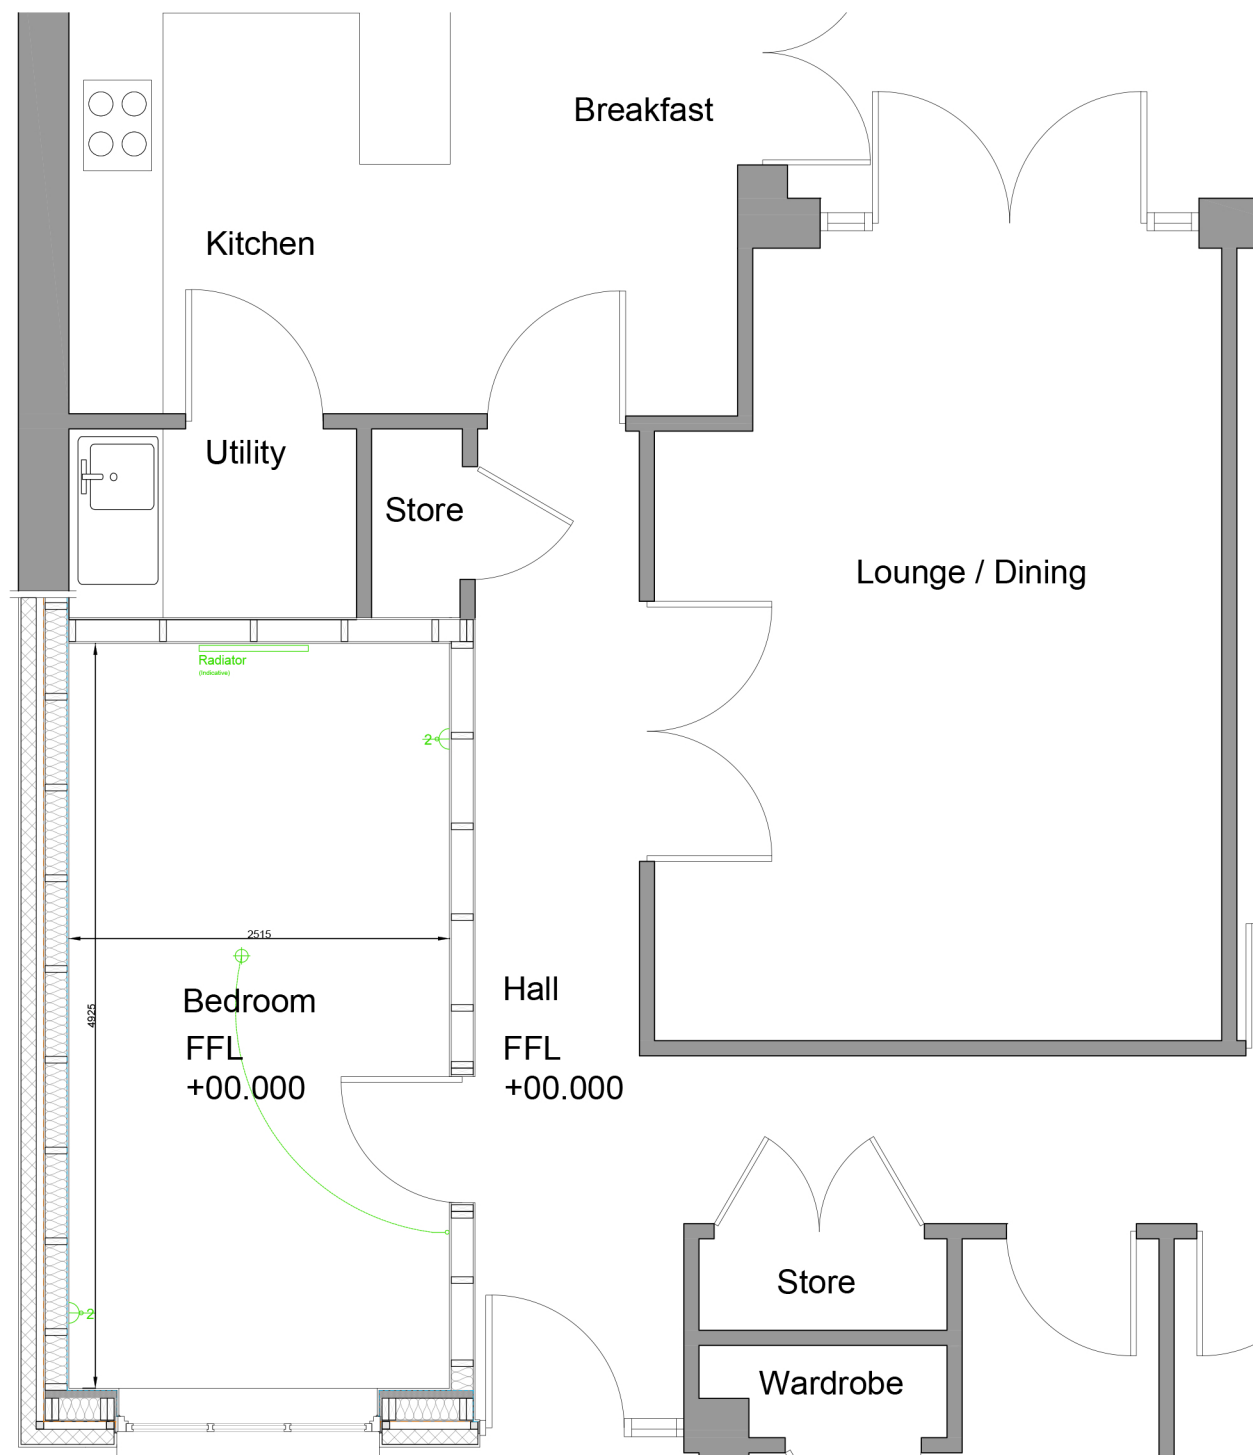 Breakfast
Kitchen
Utility
Store
Lounge / Dining
Radiator
(Indicative)
2
2515
4925
Bedroom
FFL
+00.000
Hall
FFL
+00.000
Store
2
Wardrobe